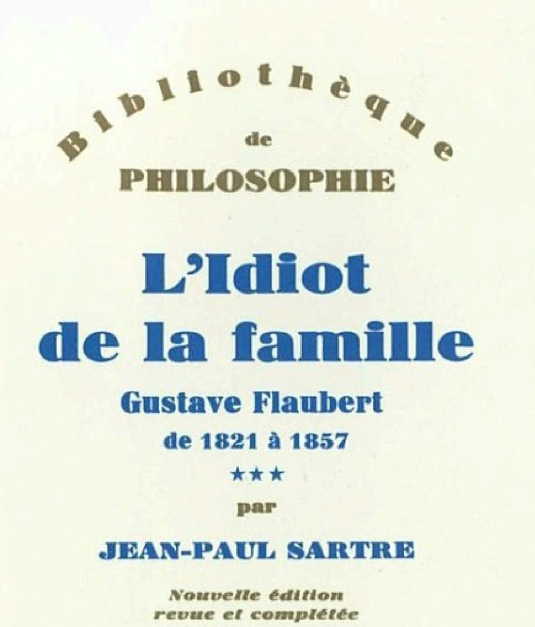 Bibliothèque
de
PHILOSOPHIE
L'Idiot
de la famille
Gustave Flaubert
de 1821 à 1857
★★★
par
JEAN-PAUL SARTRE
Nouvelle édition
revue et complétée